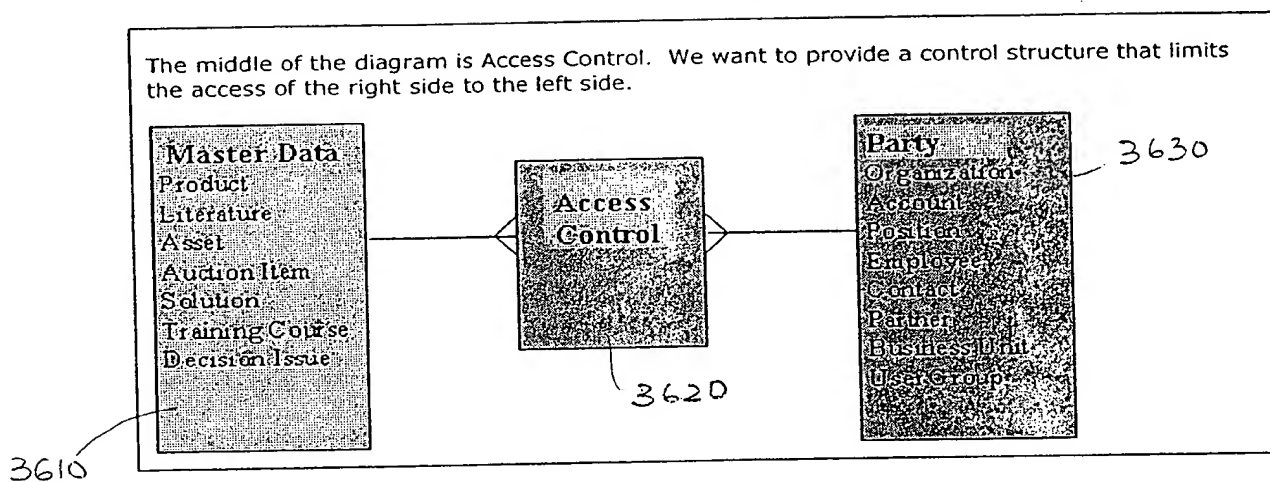 The middle of the diagram is Access Control. We want to provide a control structure that limits
the access of the right side to the left side.
Master Data
Product
Literature
Asset
Auction Item
Solution
Training Course
Decision Issue
3610
Access
Control
3620
Party
Organization
Account
Position
Employee
Contact
Partner
Business Unit
User Group
3630